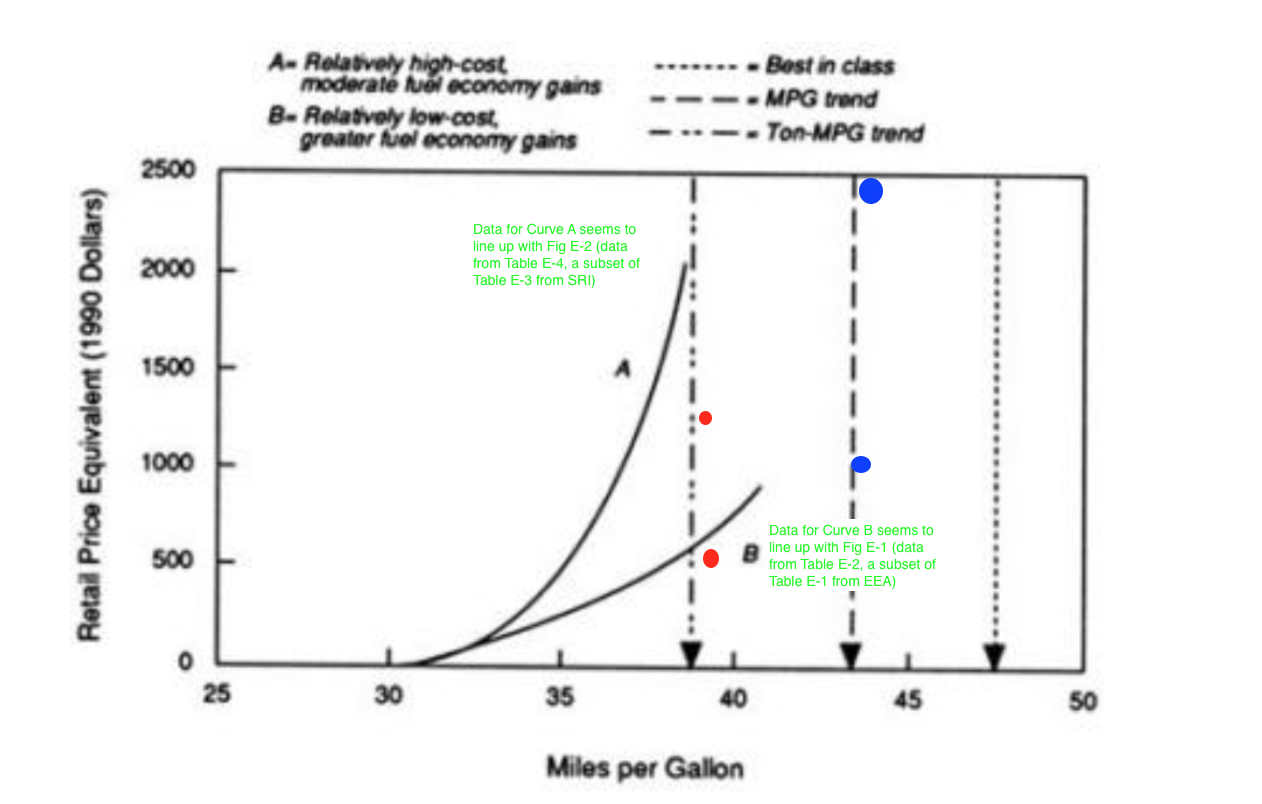 A= Relatively high-cost,
moderate fuel economy gains
B= Relatively low-cost,
greater fuel economy gains
= Best in class
= MPG trend
= Ton-MPG trend
Retail Price Equivalent (1990 Dollars)
2500
2000
1500
1000
500
0
Data for Curve A seems to
line up with Fig E-2 (data
from Table E-4, a subset of
Table E-3 from SRI)
A
B
Data for Curve B seems to
line up with Fig E-1 (data
from Table E-2, a subset of
Table E-1 from EEA)
25 30 35 40 45 50
Miles per Gallon